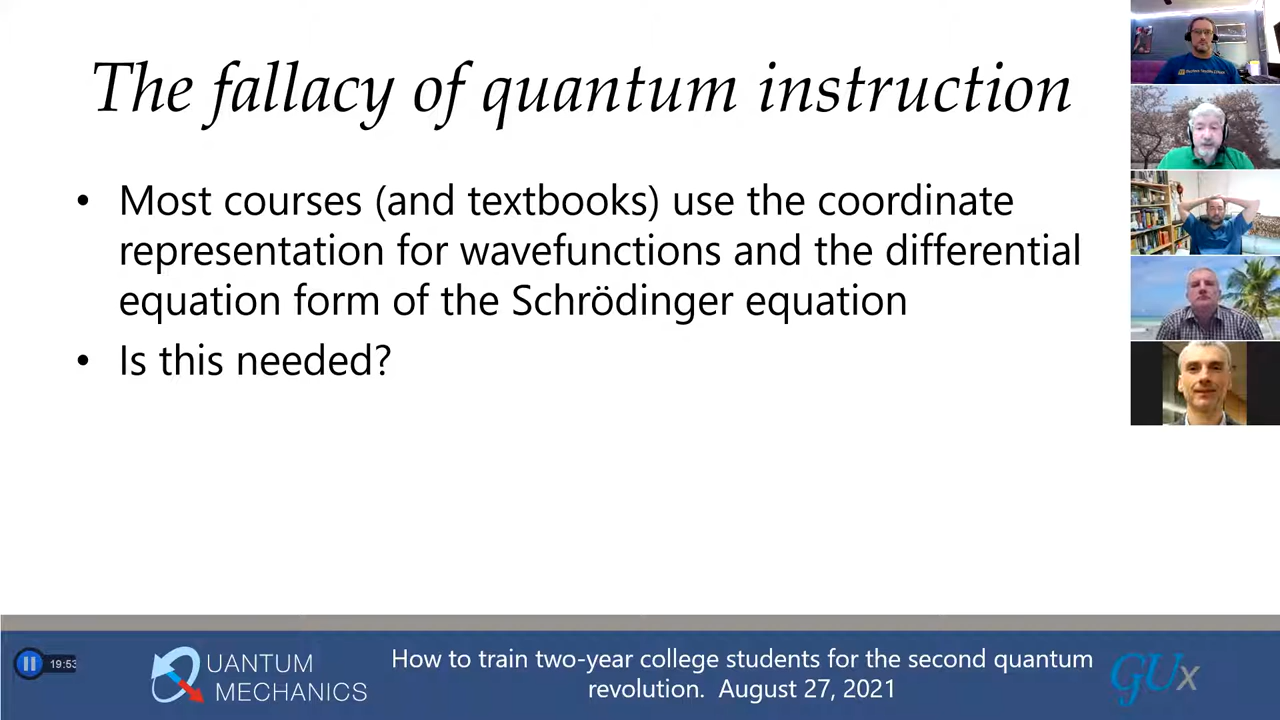 The fallacy of quantum instruction
• Most courses (and textbooks) use the coordinate
representation for wavefunctions and the differential
equation form of the Schrödinger equation
• Is this needed?
19:53
QUANTUM
MECHANICS
How to train two-year college students for the second quantum
revolution. August 27, 2021
GUx